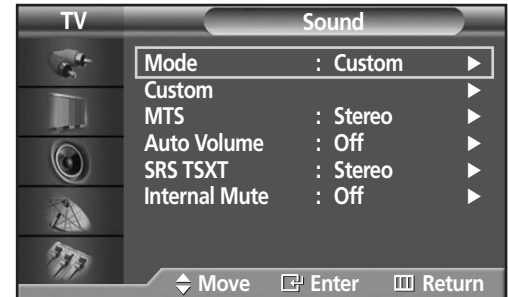 TV Sound
Mode : Custom
Custom
MTS : Stereo
Auto Volume : Off
SRS TSXT : Stereo
Internal Mute : Off
Move Enter Return